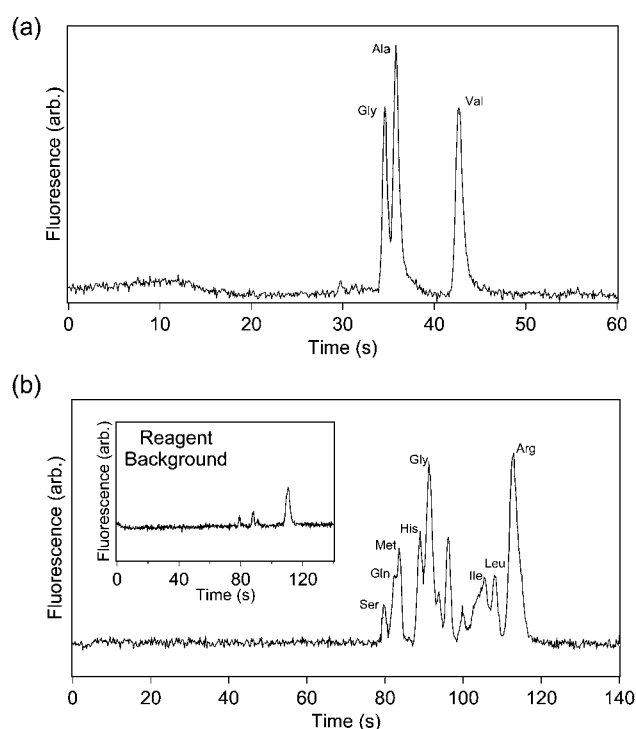 (a)
Ala
Gly
Val
Fluoresence (arb.)
0 10 20 30 40 50 60
Time (s)
(b)
Reagent
Background
Fluorescence (arb.)
0 40 80 120
Time (s)
Arg
Gly
His
Met
Gln
Ile
Leu
Ser
Fluorescence (arb.)
0 20 40 60 80 100 120 140
Time (s)